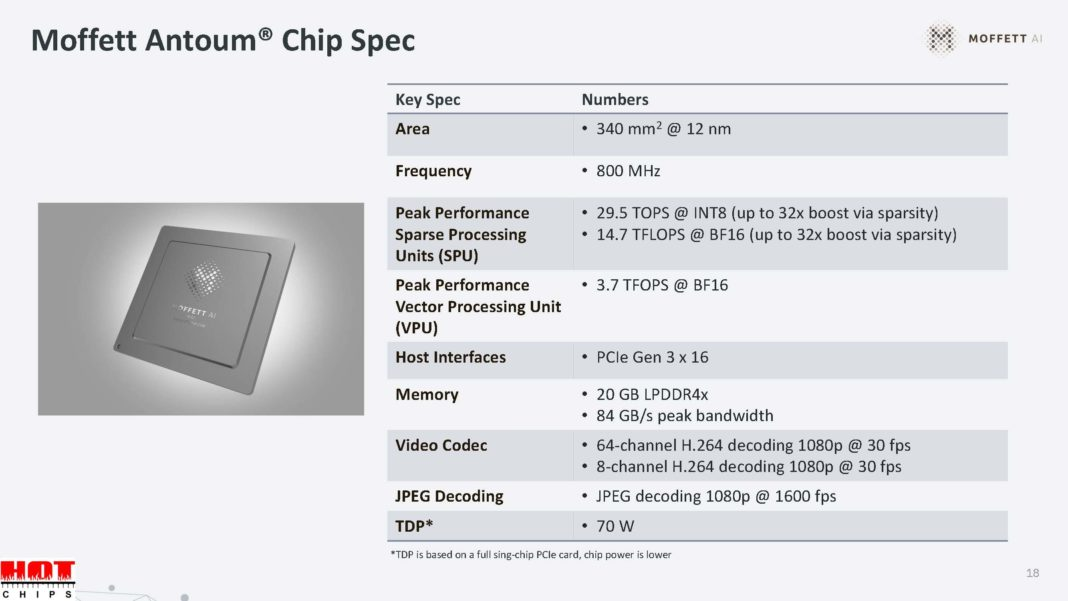 Moffett Antoum® Chip Spec
MOFFETT AI
Key Spec Numbers
Area • 340 mm² @ 12 nm
Frequency • 800 MHz
Peak Performance • 29.5 TOPS @ INT8 (up to 32x boost via sparsity)
Sparse Processing • 14.7 TFLOPS @ BF16 (up to 32x boost via sparsity)
Units (SPU)
Peak Performance • 3.7 TFOPS @ BF16
Vector Processing Unit
(VPU)
Host Interfaces • PCIe Gen 3 x 16
Memory • 20 GB LPDDR4x
• 84 GB/s peak bandwidth
Video Codec • 64-channel H.264 decoding 1080p @ 30 fps
• 8-channel H.264 decoding 1080p @ 30 fps
JPEG Decoding • JPEG decoding 1080p @ 1600 fps
TDP* • 70 W
*TDP is based on a full sing-chip PCIe card, chip power is lower
MOFFETT AI
HOT
CHIPS
18